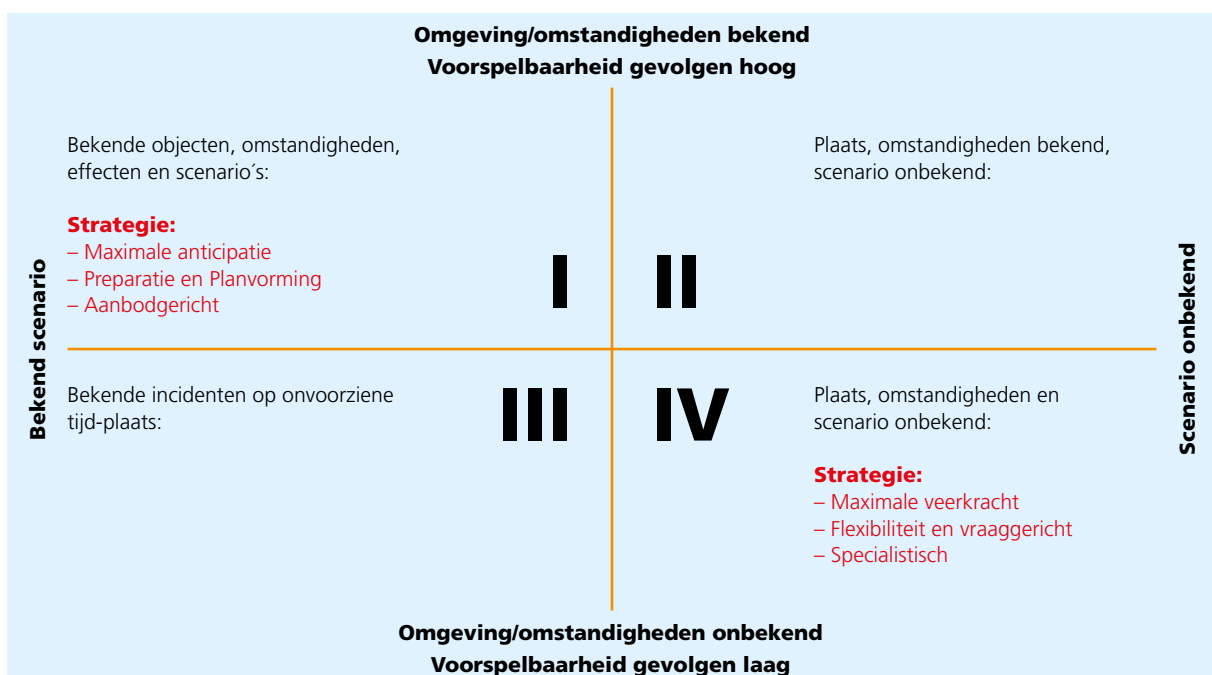 Omgeving/omstandigheden bekend
Voorspelbaarheid gevolgen hoog
Bekende objecten, omstandigheden,
effecten en scenario´s:
Strategie:
– Maximale anticipatie
– Preparatie en Planvorming
– Aanbodgericht
I
II
Plaats, omstandigheden bekend,
scenario onbekend:
Bekend scenario
Scenario onbekend
Bekende incidenten op onvoorziene
tijd-plaats:
III
IV
Plaats, omstandigheden en
scenario onbekend:
Strategie:
– Maximale veerkracht
– Flexibiliteit en vraaggericht
– Specialistisch
Omgeving/omstandigheden onbekend
Voorspelbaarheid gevolgen laag